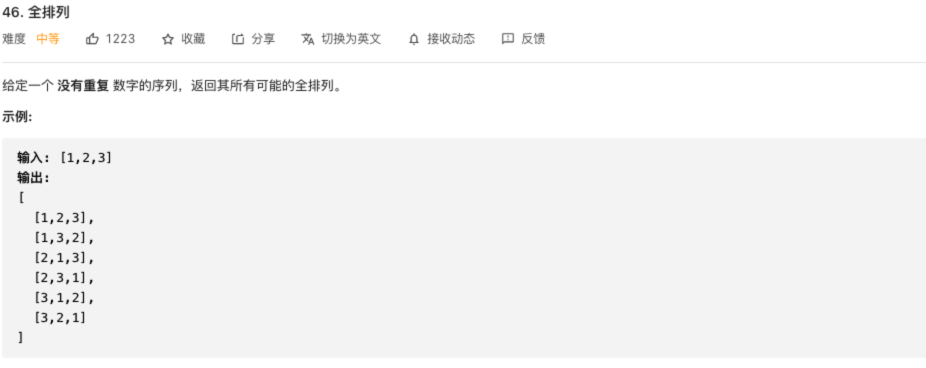 46. 全排列
难度 中等 1223 收藏 分享 切换为英文 接收动态 反馈
给定一个 没有重复 数字的序列，返回其所有可能的全排列。
示例:
输入: [1,2,3]
输出:
[
[1,2,3],
[1,3,2],
[2,1,3],
[2,3,1],
[3,1,2],
[3,2,1]
]